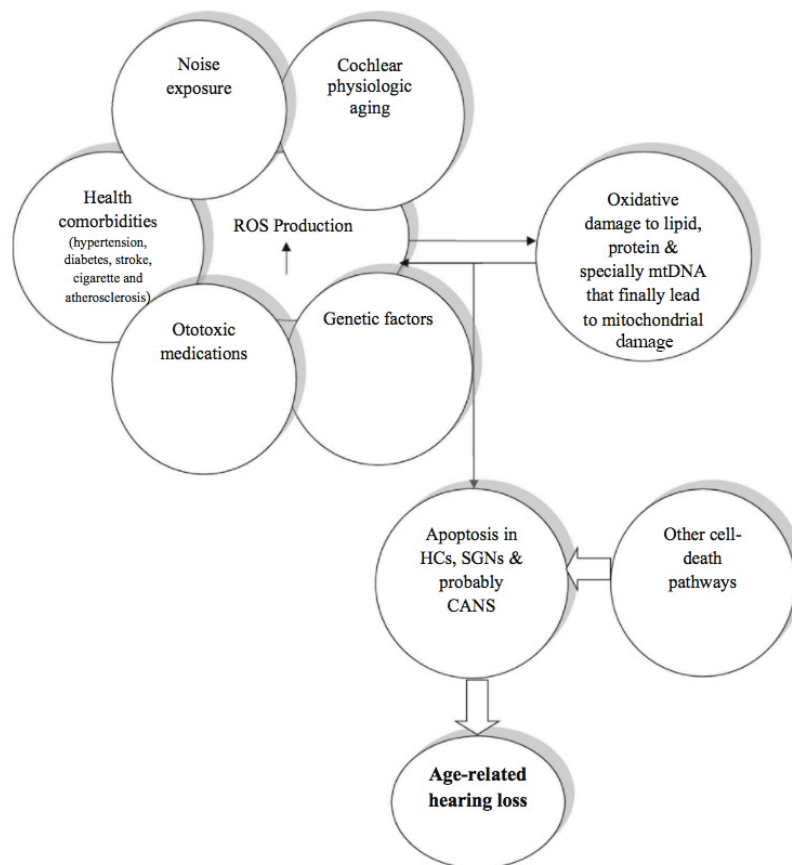 Noise
exposure
Cochlear
physiologic
aging
Health
comorbidities
(hypertension,
diabetes, stroke,
cigarette and
atherosclerosis)
ROS Production
Ototoxic
medications
Genetic factors
Oxidative
damage to lipid,
protein &
specially mtDNA
that finally lead
to mitochondrial
damage
Apoptosis in
HCs, SGNs &
probably
CANS
Other cell-
death
pathways
Age-related
hearing loss